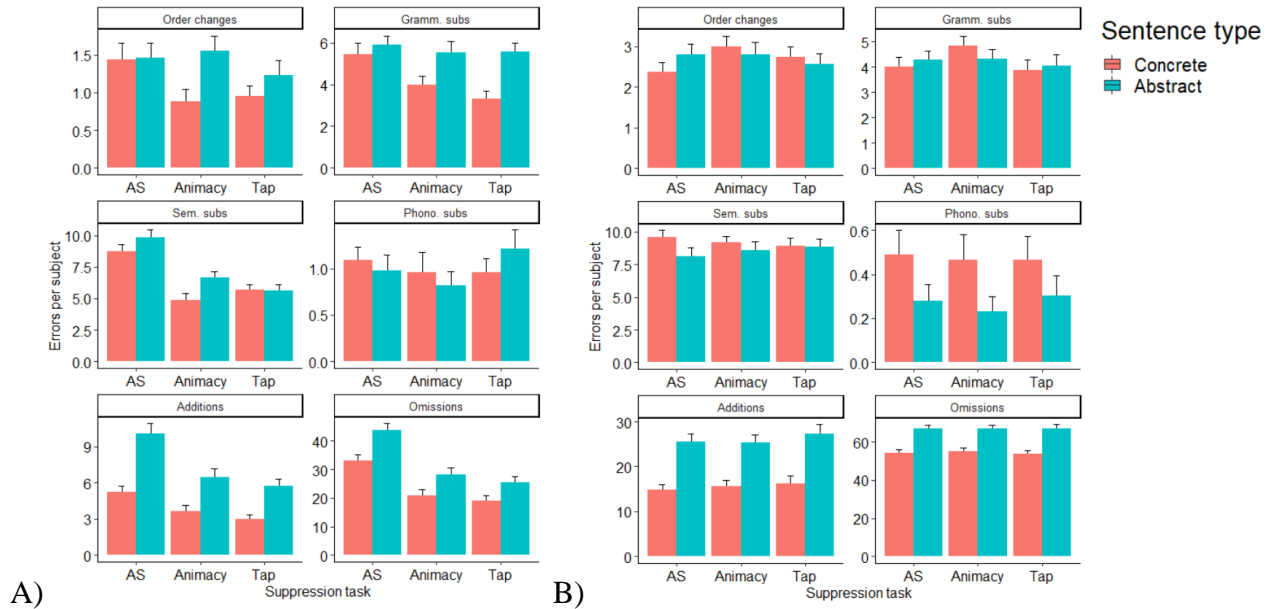 Order changes
Gramm. subs
1.5
1.0
0.5
0.0
AS Animacy Tap
6
4
2
0
AS Animacy Tap
Sem. subs
Phono. subs
10.0
7.5
5.0
2.5
0.0
AS Animacy Tap
1.0
0.5
0.0
AS Animacy Tap
Additions
Omissions
9
6
3
0
AS Animacy Tap
40
30
20
10
0
AS Animacy Tap
Errors per subject
Suppression task
A)
Order changes
Gramm. subs
3
2
1
0
AS Animacy Tap
5
4
3
2
1
0
AS Animacy Tap
Sem. subs
Phono. subs
10.0
7.5
5.0
2.5
0.0
AS Animacy Tap
0.6
0.4
0.2
0.0
AS Animacy Tap
Additions
Omissions
30
20
10
0
AS Animacy Tap
60
40
20
0
AS Animacy Tap
Errors per subject
Suppression task
B)
Sentence type
Concrete
Abstract